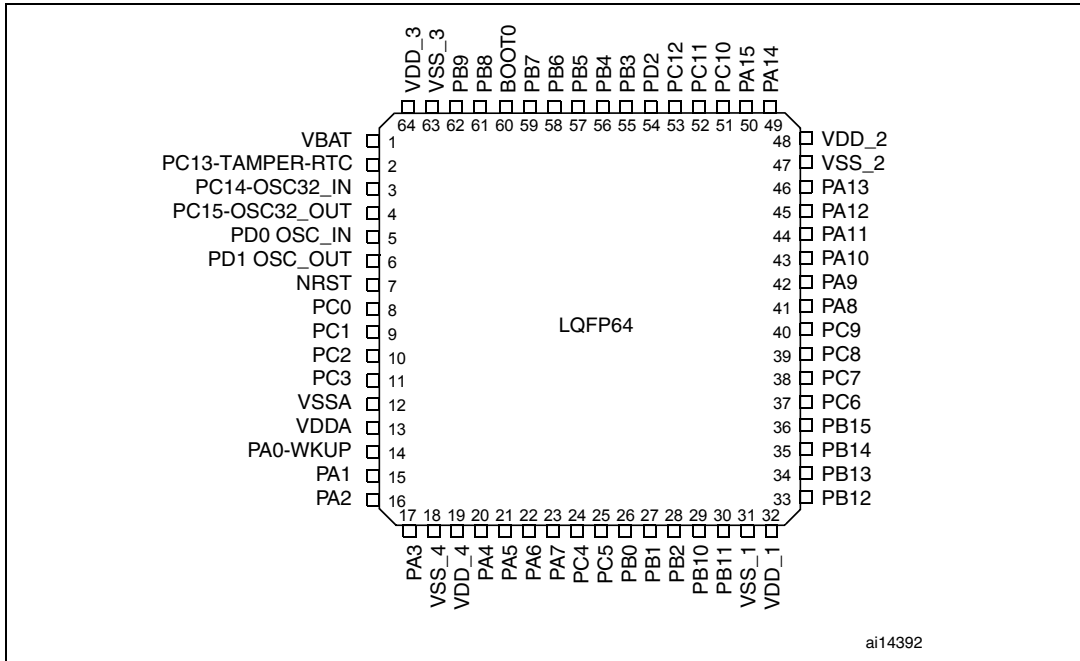 VDD_3
VSS_3
PB9
PB8
BOOT0
PB7
PB6
PB5
PB4
PB3
PD2
PC12
PC11
PC10
PA15
PA14
64 63 62 61 60 59 58 57 56 55 54 53 52 51 50 49
VBAT 1
PC13-TAMPER-RTC 2
PC14-OSC32_IN 3
PC15-OSC32_OUT 4
PD0 OSC_IN 5
PD1 OSC_OUT 6
NRST 7
PC0 8
PC1 9
PC2 10
PC3 11
VSSA 12
VDDA 13
PA0-WKUP 14
PA1 15
PA2 16
LQFP64
48 VDD_2
47 VSS_2
46 PA13
45 PA12
44 PA11
43 PA10
42 PA9
41 PA8
40 PC9
39 PC8
38 PC7
37 PC6
36 PB15
35 PB14
34 PB13
33 PB12
17 18 19 20 21 22 23 24 25 26 27 28 29 30 31 32
PA3
VSS_4
VDD_4
PA4
PA5
PA6
PA7
PC4
PC5
PB0
PB1
PB2
PB10
PB11
VSS_1
VDD_1
ai14392